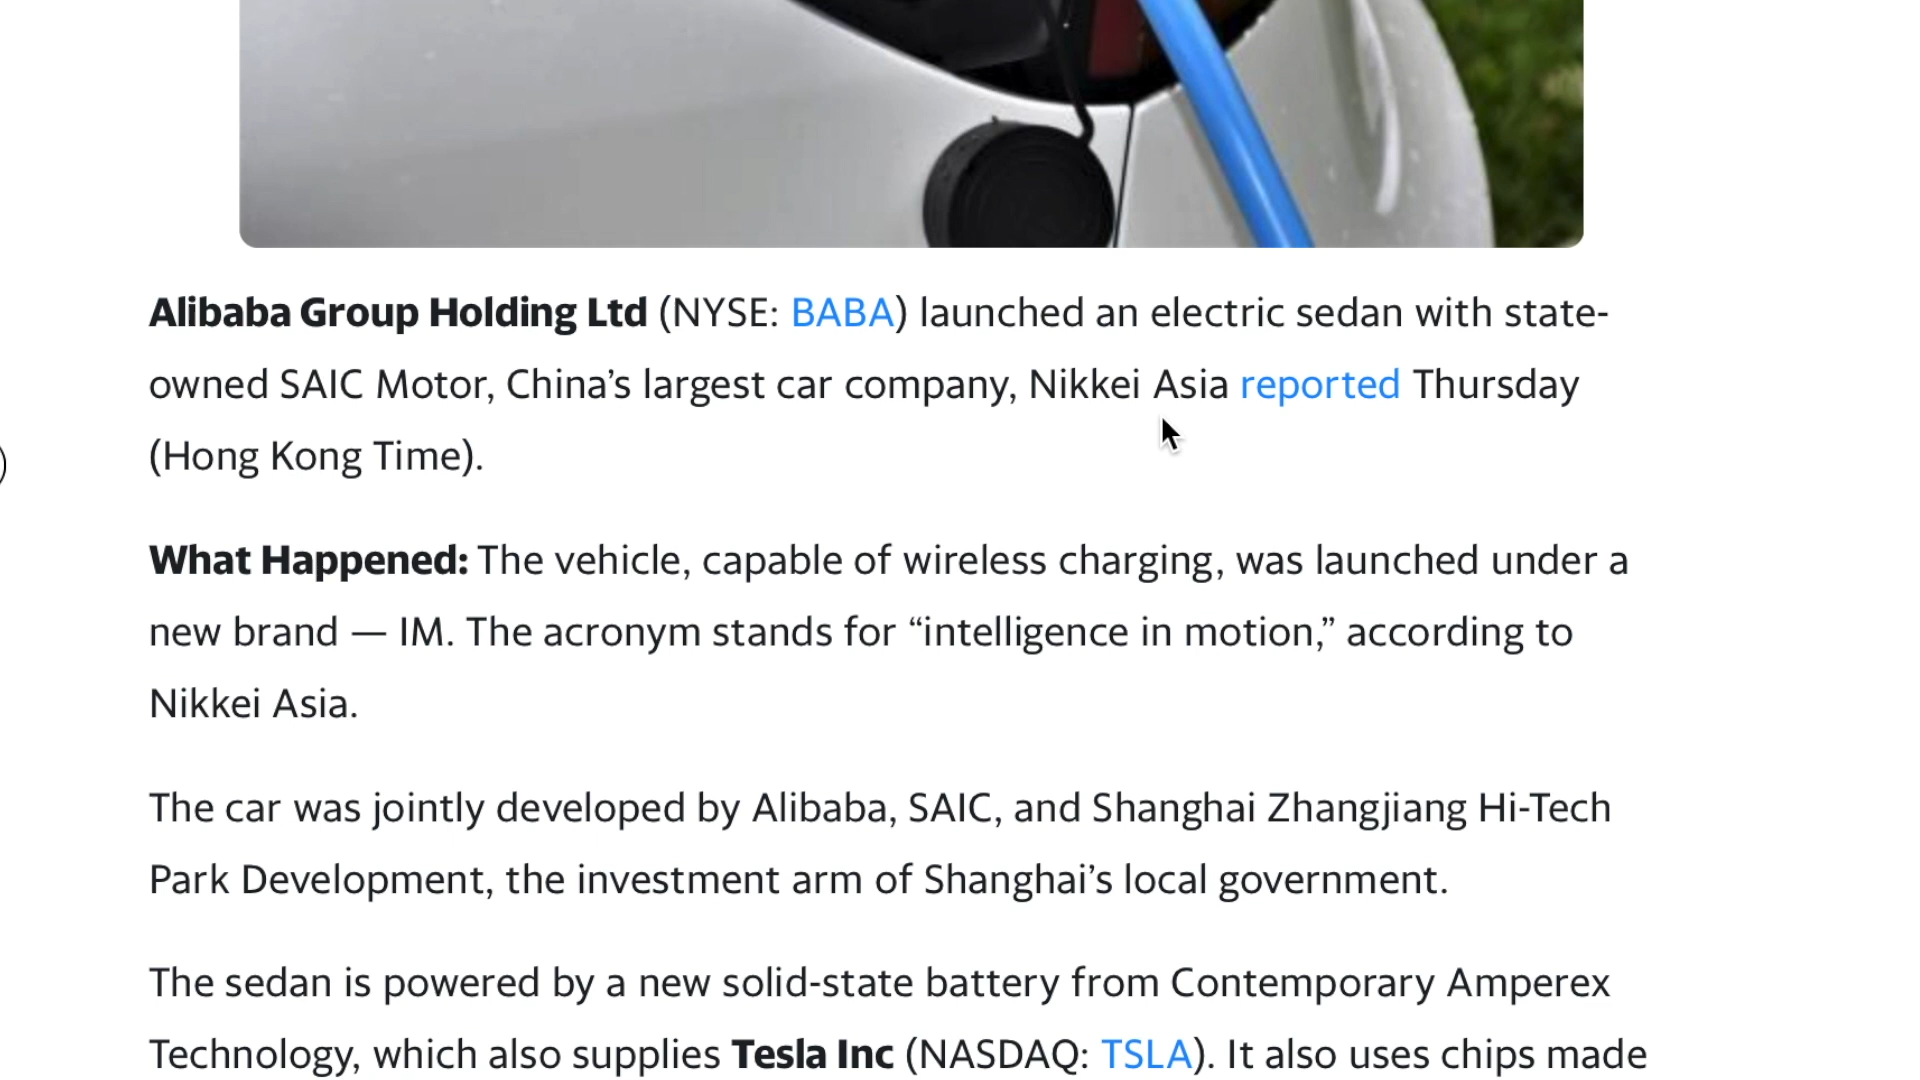 Alibaba Group Holding Ltd (NYSE: BABA) launched an electric sedan with state-
owned SAIC Motor, China’s largest car company, Nikkei Asia reported Thursday
(Hong Kong Time).
What Happened: The vehicle, capable of wireless charging, was launched under a
new brand — IM. The acronym stands for “intelligence in motion,” according to
Nikkei Asia.
The car was jointly developed by Alibaba, SAIC, and Shanghai Zhangjiang Hi-Tech
Park Development, the investment arm of Shanghai’s local government.
The sedan is powered by a new solid-state battery from Contemporary Amperex
Technology, which also supplies Tesla Inc (NASDAQ: TSLA). It also uses chips made